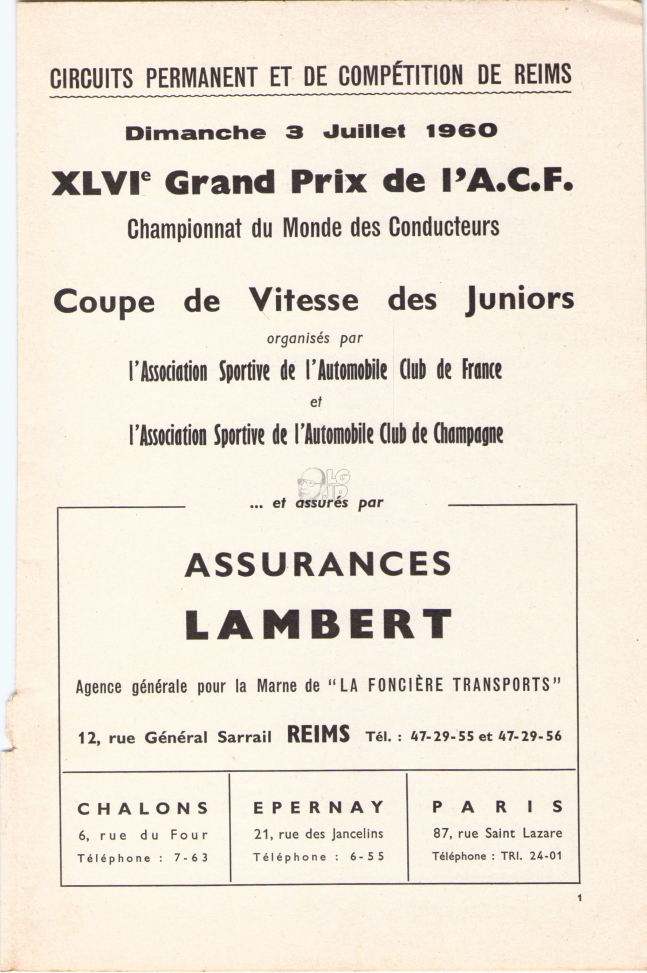 CIRCUITS PERMANENT ET DE COMPÉTITION DE REIMS
Dimanche 3 Juillet 1960
XLVIe Grand Prix de l'A.C.F.
Championnat du Monde des Conducteurs
Coupe de Vitesse des Juniors
organisés par
l'Association Sportive de l'Automobile Club de France
et
l'Association Sportive de l'Automobile Club de Champagne
LG
JP
... et assurés par
ASSURANCES
LAMBERT
Agence générale pour la Marne de "LA FONCIÈRE TRANSPORTS"
12, rue Général Sarrail REIMS Tél. : 47-29-55 et 47-29-56
CHALONS
6, rue du Four
Téléphone : 7-63
EPERNAY
21, rue des Jancelins
Téléphone : 6-55
PARIS
87, rue Saint Lazare
Téléphone : TRI. 24-01
1